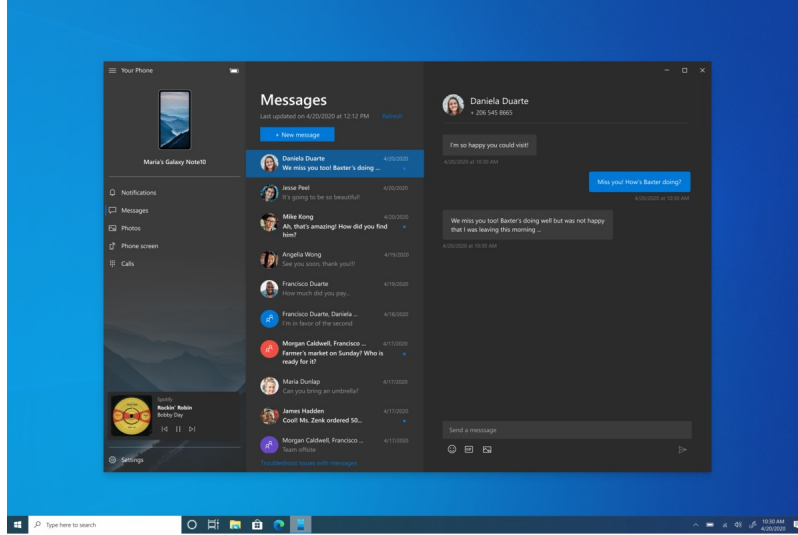 Your Phone
Maria's Galaxy Note10
Notifications
Messages
Photos
Phone screen
Calls
Spotify
Rockin' Robin
Bobby Day
Settings
Messages
Last updated on 4/20/2020 at 12:12 PM Refresh
+ New message
Daniela Duarte 4/20/2020
We miss you too! Baxter's doing ...
Jesse Peel 4/20/2020
It's going to be so beautiful!
Mike Kong 4/20/2020
Ah, that's amazing! How did you find
him?
Angelia Wong 4/19/2020
See you soon, thank you!!!
Francisco Duarte 4/19/2020
How much did you pay...
Francisco Duarte, Daniela ... 4/18/2020
I'm in favor of the second
Morgan Caldwell, Francisco ... 4/17/2020
Farmer's market on Sunday? Who is
ready for it?
Maria Dunlap 4/17/2020
Can you bring an umbrella?
James Hadden 4/17/2020
Cool! Ms. Zenk ordered 50...
Morgan Caldwell, Francisco ... 4/17/2020
Team offsite
Troubleshoot issues with messages
Daniela Duarte
+ 206 545 8665
I'm so happy you could visit!
4/20/2020 at 10:30 AM
Miss you! How's Baxter doing?
4/20/2020 at 10:30 AM
We miss you too! Baxter's doing well but was not happy
that I was leaving this morning ...
4/20/2020 at 10:30 AM
Send a message
Type here to search
10:30 AM
4/20/2020